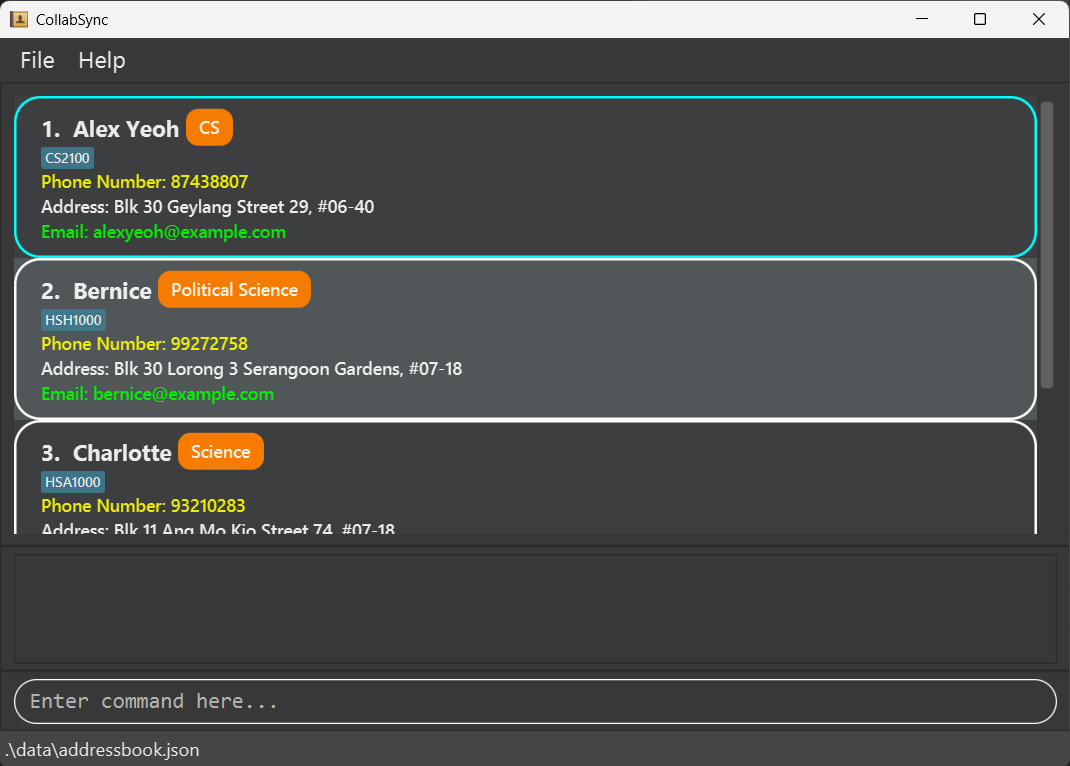 CollabSync
File Help
1. Alex Yeoh CS
CS2100
Phone Number: 87438807
Address: Blk 30 Geylang Street 29, #06-40
Email: alexyeoh@example.com
2. Bernice Political Science
HSH1000
Phone Number: 99272758
Address: Blk 30 Lorong 3 Serangoon Gardens, #07-18
Email: bernice@example.com
3. Charlotte Science
HSA1000
Phone Number: 93210283
Address: Blk 11 Ang Mo Kio Street 74, #07-18
Enter command here...
.\data\addressbook.json